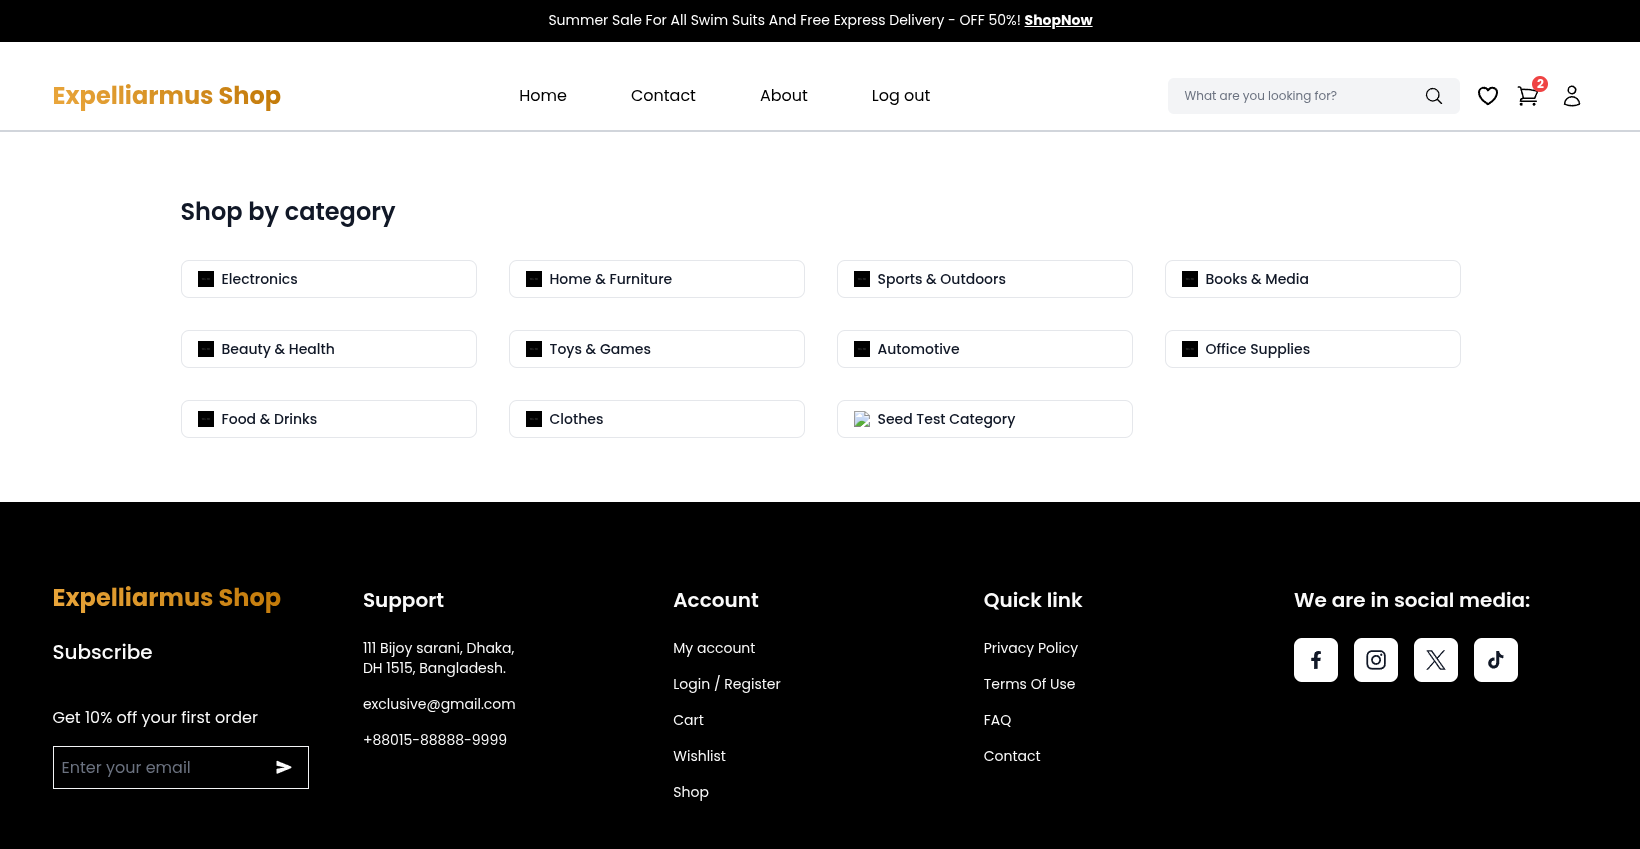 Summer Sale For All Swim Suits And Free Express Delivery - OFF 50%! ShopNow
Expelliarmus Shop
Home
Contact
About
Log out
What are you looking for?
2
Shop by category
Electronics
Home & Furniture
Sports & Outdoors
Books & Media
Beauty & Health
Toys & Games
Automotive
Office Supplies
Food & Drinks
Clothes
Seed Test Category
Expelliarmus Shop
Subscribe
Get 10% off your first order
Enter your email
Support
111 Bijoy sarani, Dhaka,
DH 1515, Bangladesh.
exclusive@gmail.com
+88015-88888-9999
Account
My account
Login / Register
Cart
Wishlist
Shop
Quick link
Privacy Policy
Terms Of Use
FAQ
Contact
We are in social media: